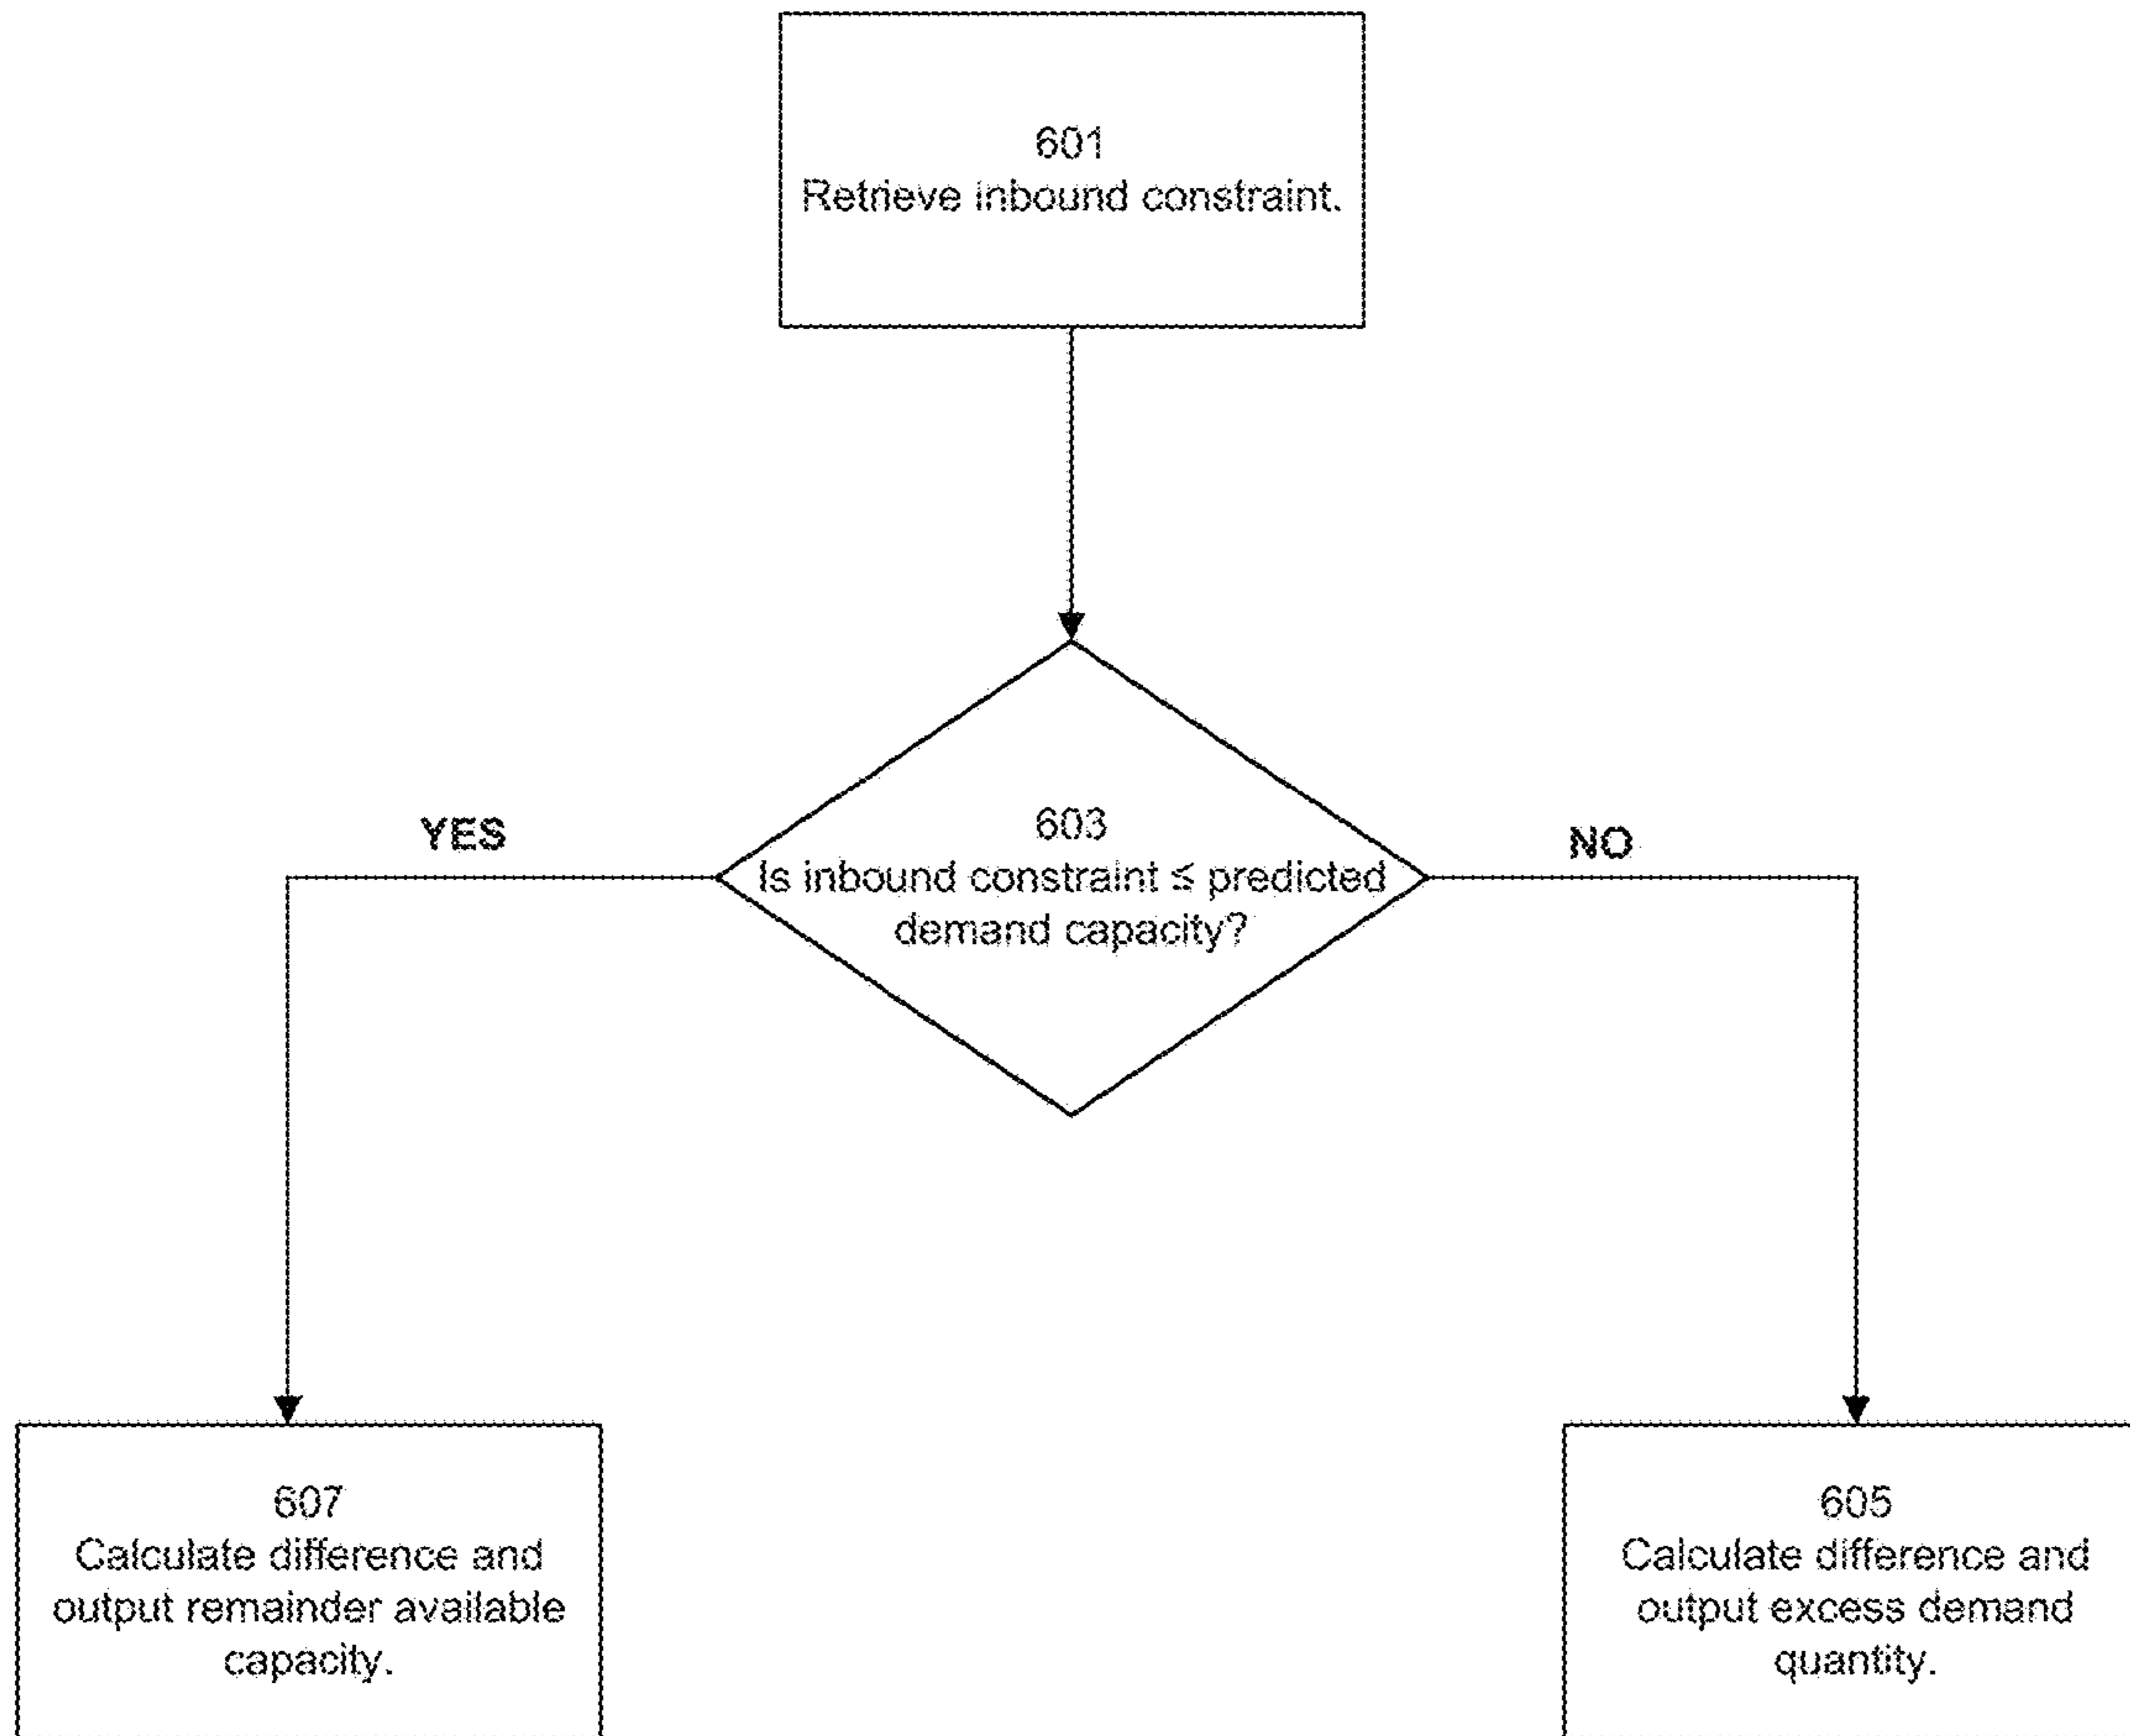 601
Retrieve inbound constraint.
YES
603
Is inbound constraint ≤ predicted
demand capacity?
NO
607
Calculate difference and
output remainder available
capacity.
605
Calculate difference and
output excess demand
quantity.